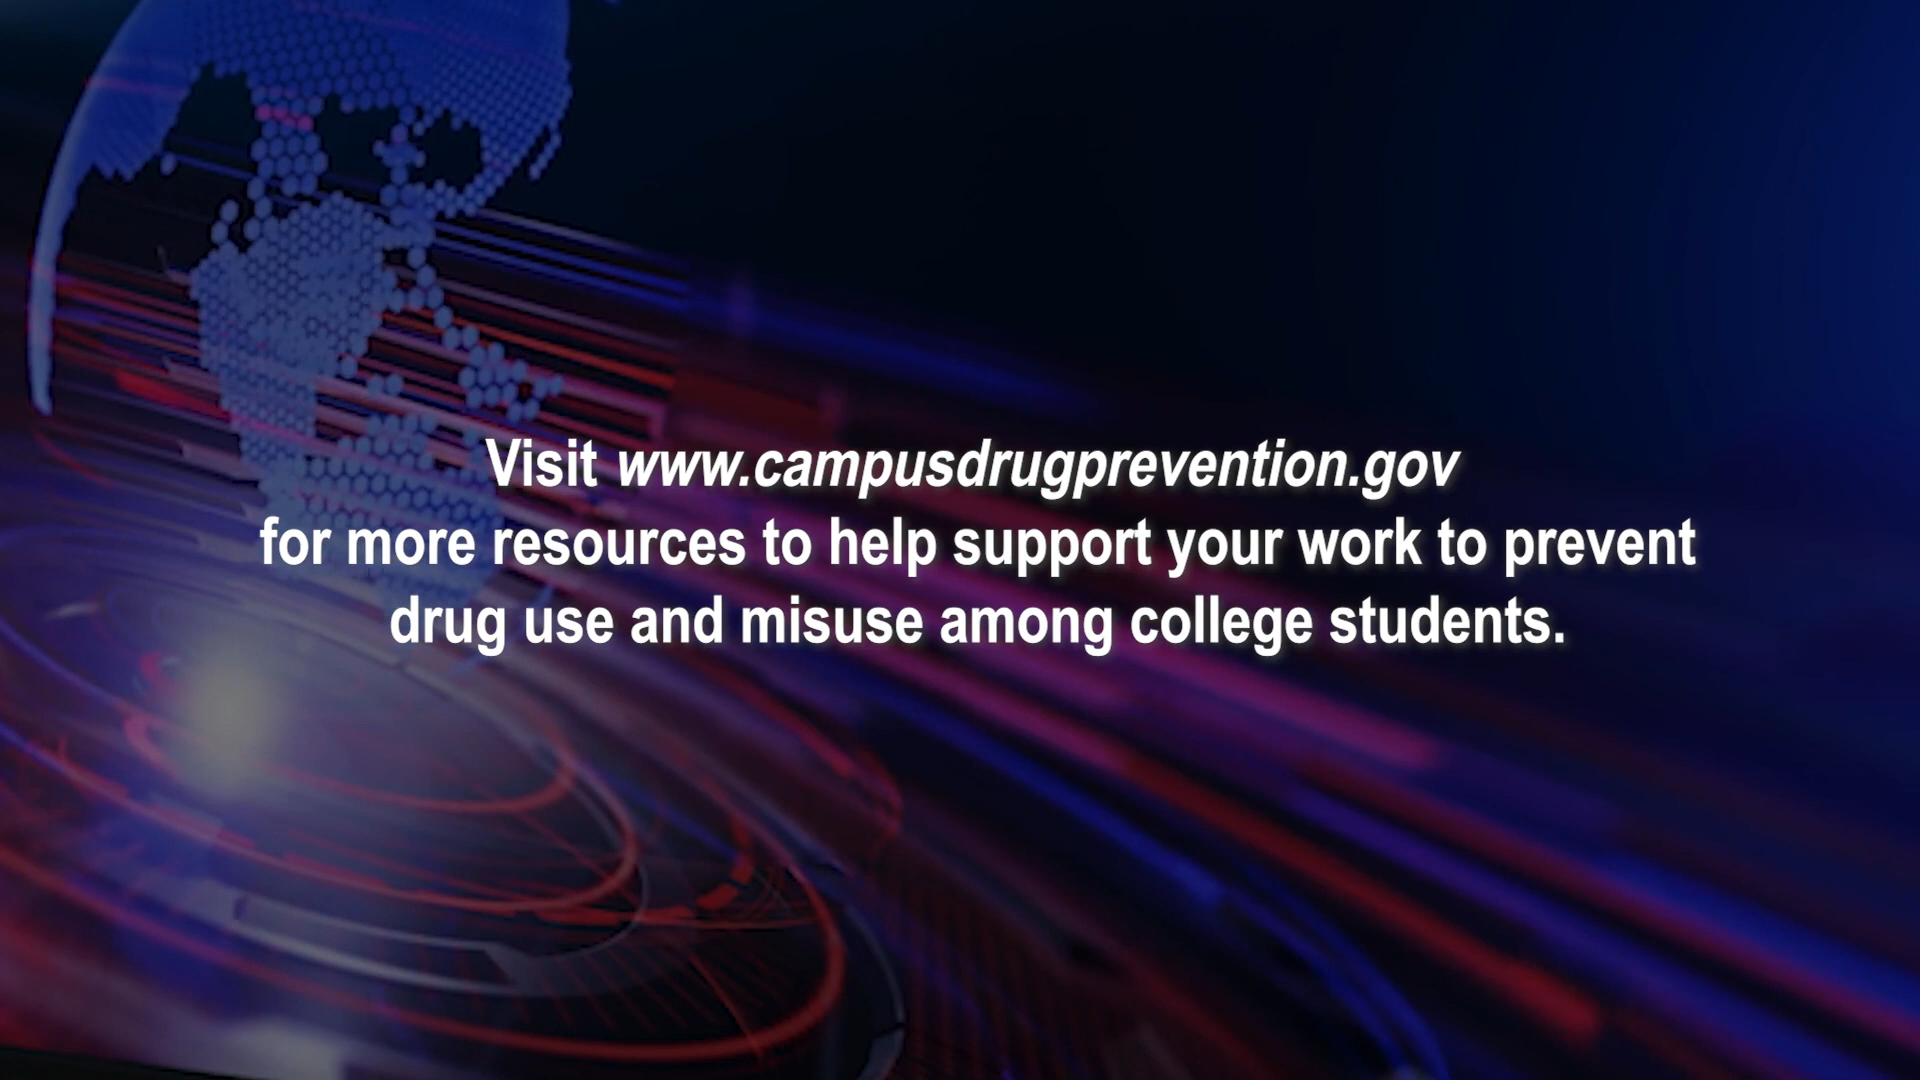 Visit www.campusdrugprevention.gov
for more resources to help support your work to prevent
drug use and misuse among college students.